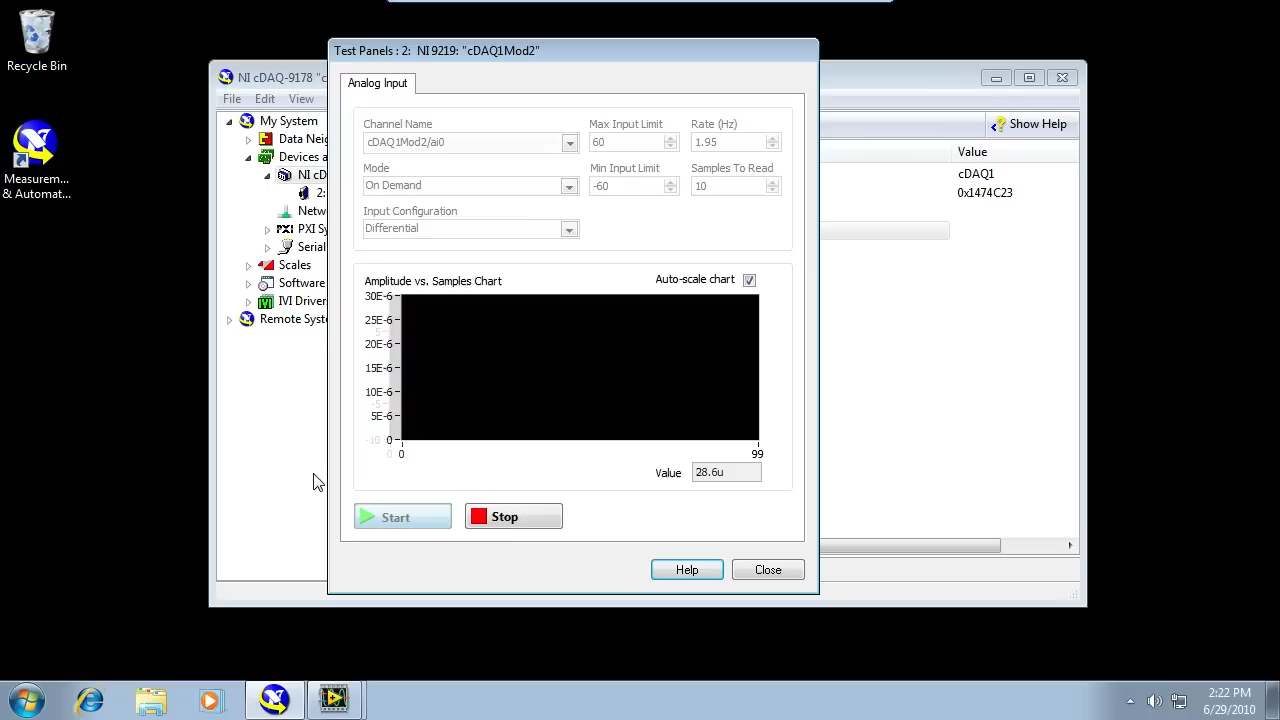 Recycle Bin
Measurem...
& Automat...
NI cDAQ-9178 "c
File Edit View
My System
Data Neig
Devices a
NI cD
2:
Netw
PXI Sy
Serial
Scales
Software
IVI Driver
Remote Syst
Test Panels : 2: NI 9219: "cDAQ1Mod2"
Analog Input
Channel Name
cDAQ1Mod2/ai0
Max Input Limit
60
Rate (Hz)
1.95
Mode
On Demand
Min Input Limit
-60
Samples To Read
10
Input Configuration
Differential
Amplitude vs. Samples Chart
Auto-scale chart
30E-6
25E-6
20E-6
15E-6
10E-6
5E-6
0
0
99
Value 28.6u
Start
Stop
Help
Close
Show Help
Value
cDAQ1
0x1474C23
2:22 PM
6/29/2010